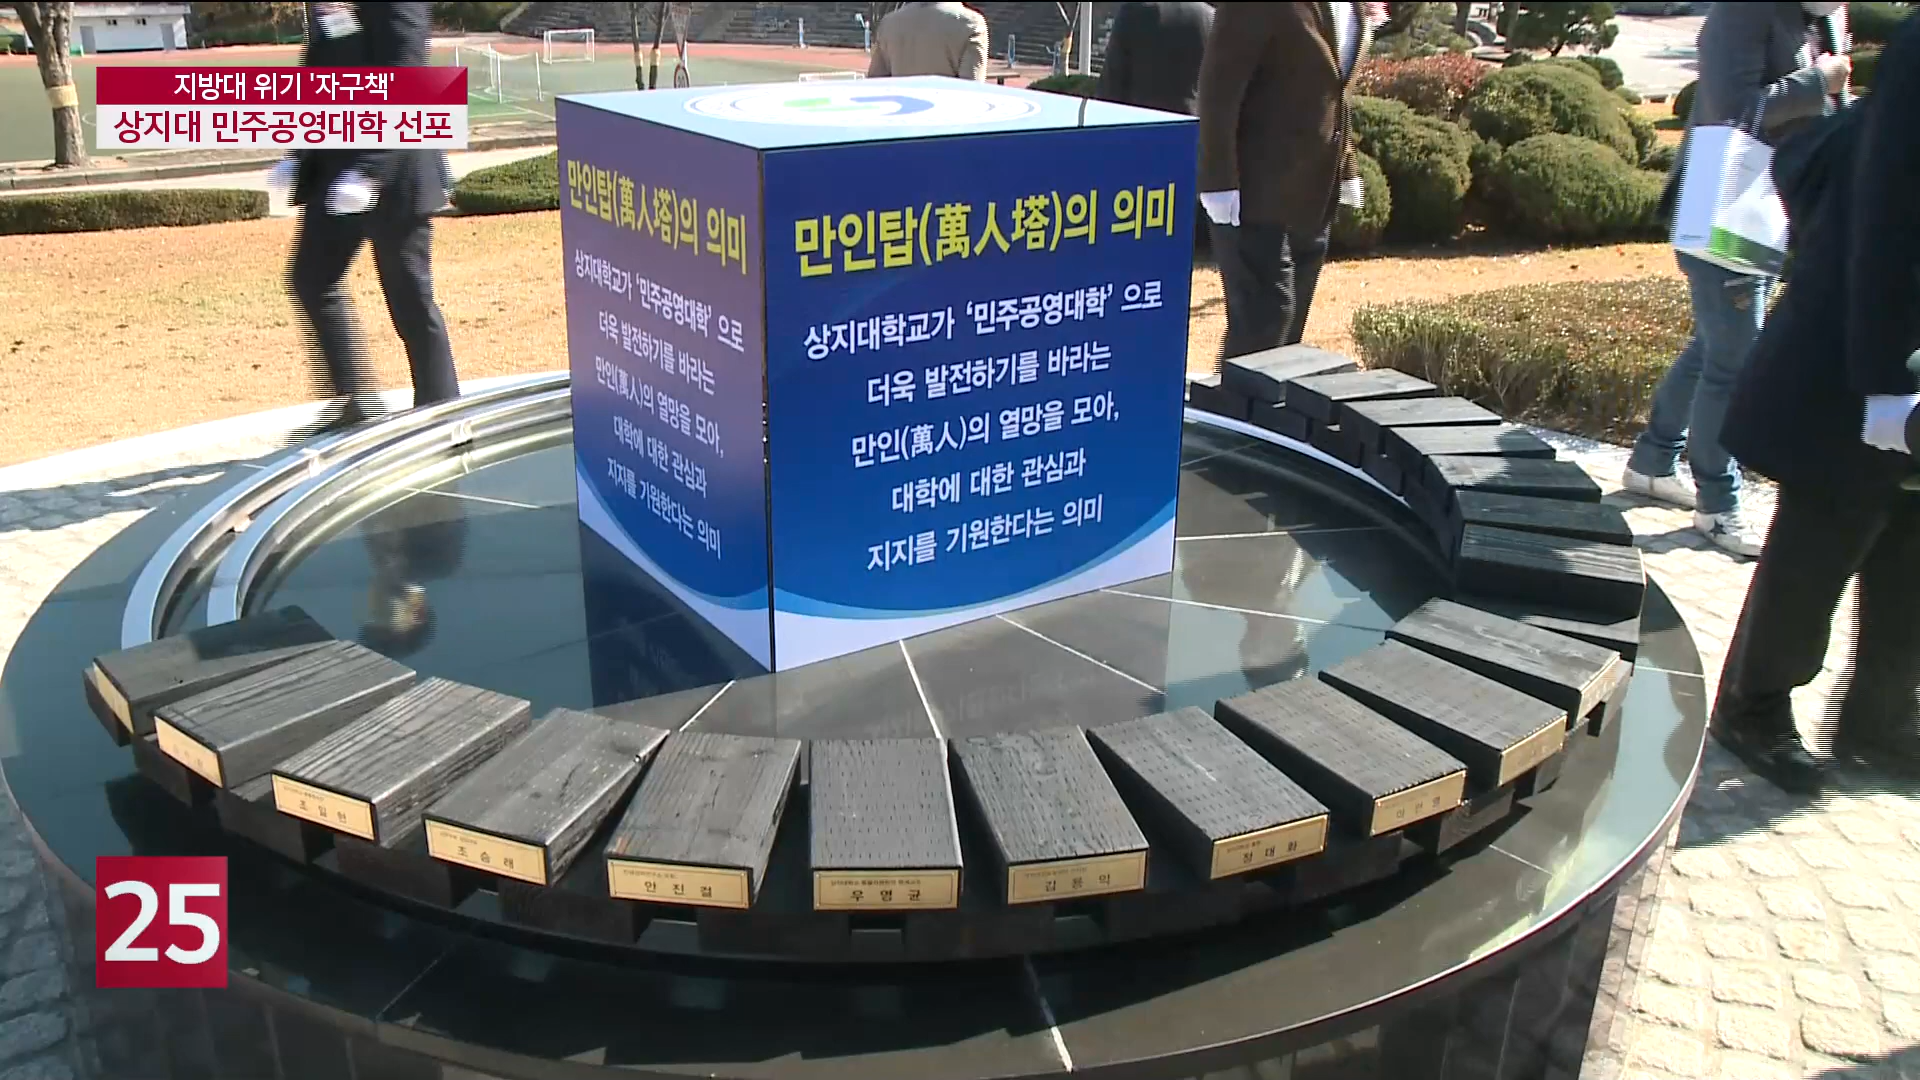 지방대 위기 '자구책'
상지대 민주공영대학 선포
만인탑(萬人塔)의 의미
상지대학교가 '민주공영대학' 으로
더욱 발전하기를 바라는
만인(萬人)의 열망을 모아,
대학에 대한 관심과
지지를 기원한다는 의미
만인탑(萬人塔)의 의미
상지대학교가 '민주공영대학' 으로
더욱 발전하기를 바라는
만인(萬人)의 열망을 모아,
대학에 대한 관심과
지지를 기원한다는 의미
조일현
조승래
안진걸
우영균
정대화
25